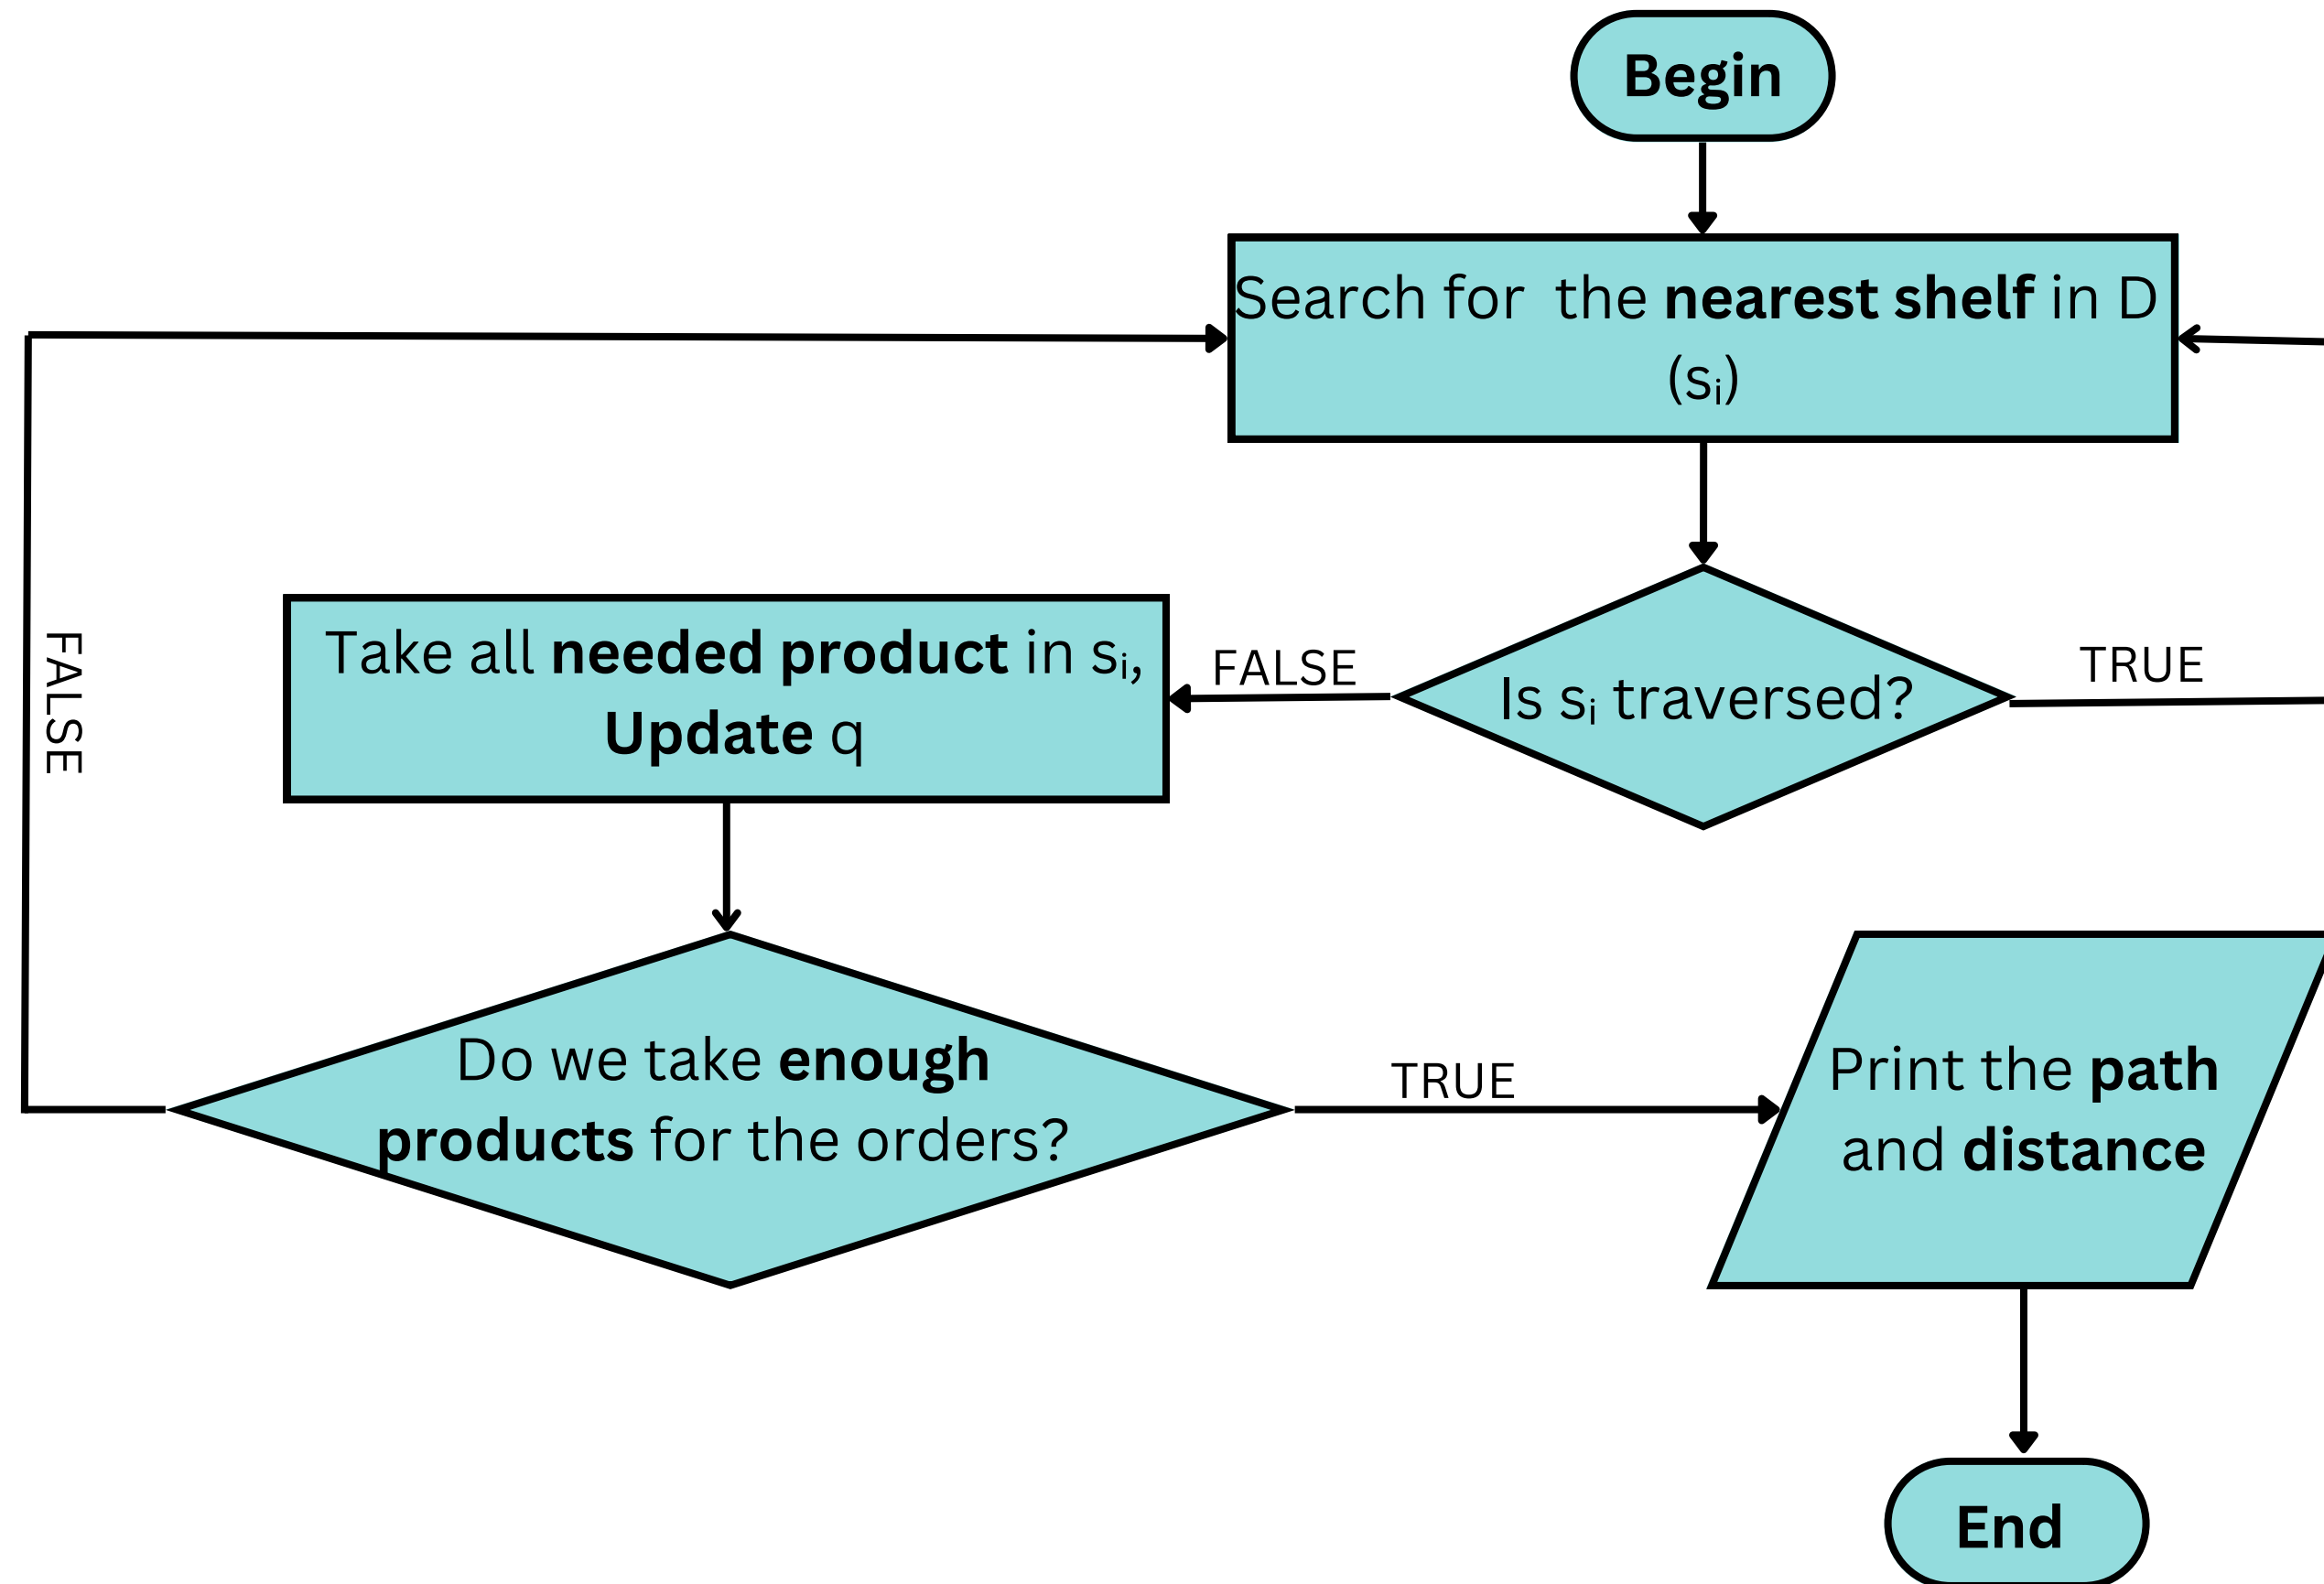 Begin
Search for the nearest shelf in D
(sᵢ)
Take all needed product in sᵢ,
Update q
FALSE
Is sᵢ traversed?
TRUE
FALSE
Do we take enough
products for the orders?
TRUE
Print the path
and distance
End